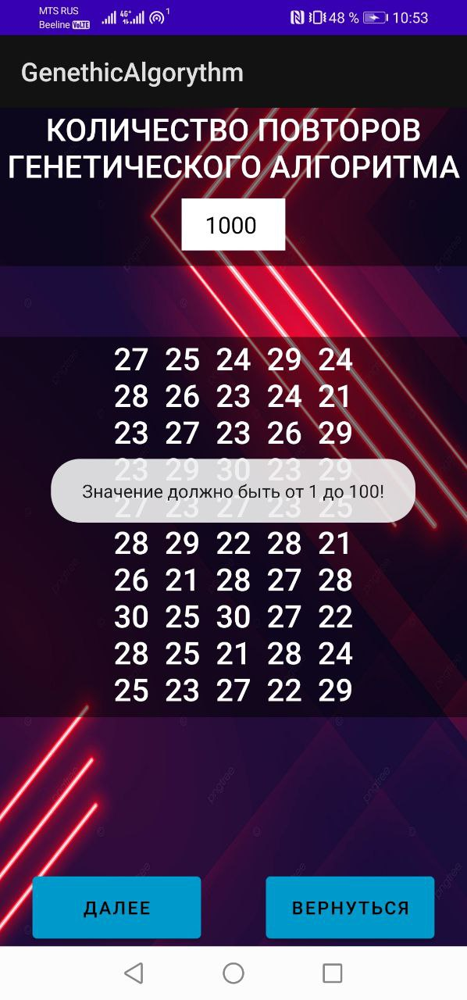 MTS RUS
Beeline VoLTE
4G+
1
48 %
10:53
GenethicAlgorythm
КОЛИЧЕСТВО ПОВТОРОВ
ГЕНЕТИЧЕСКОГО АЛГОРИТМА
1000
27 25 24 29 24
28 26 23 24 21
23 27 23 26 29
23 29 30 23 29
Значение должно быть от 1 до 100!
27 23 27 23 25
28 29 22 28 21
26 21 28 27 28
30 25 30 27 22
28 25 21 28 24
25 23 27 22 29
pngtree
ДАЛЕЕ
ВЕРНУТЬСЯ